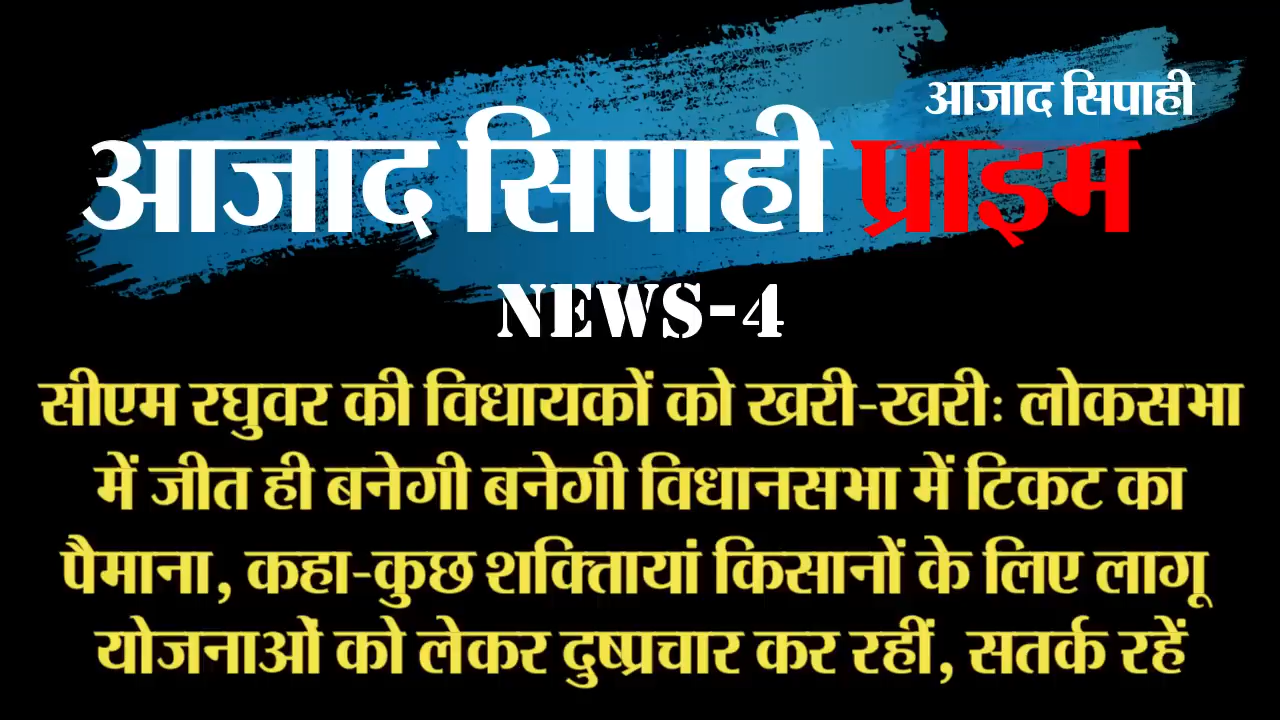 आजाद सिपाही
आजाद सिपाही प्राइम
NEWS-4
सीएम रघुवर की विधायकों को खरी-खरीः लोकसभा
में जीत ही बनेगी बनेगी विधानसभा में टिकट का
पैमाना, कहा-कुछ शक्तिायां किसानों के लिए लागू
योजनाओं को लेकर दुष्प्रचार कर रहीं, सतर्क रहें